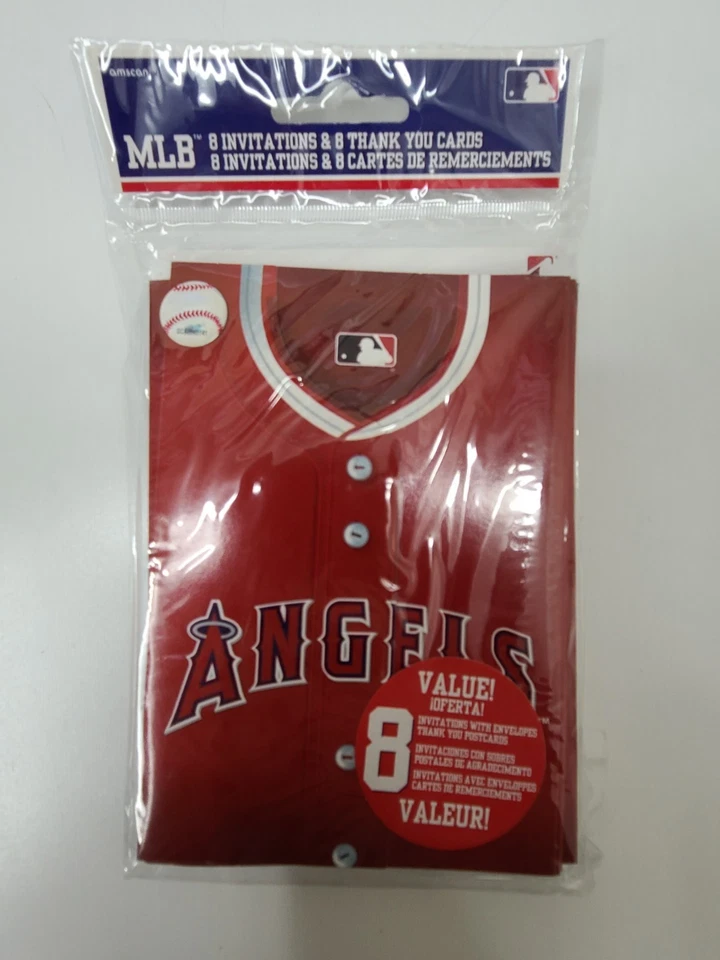 amscan
MLB™ 8 INVITATIONS & 8 THANK YOU CARDS
8 INVITATIONS & 8 CARTES DE REMERCIEMENTS
ANGELS
VALUE!
¡OFERTA!
8
INVITATIONS WITH ENVELOPES
THANK YOU POSTCARDS
INVITACIONES CON SOBRES
POSTALES DE AGRADECIMIENTO
INVITATIONS AVEC ENVELOPPES
CARTES DE REMERCIEMENTS
VALEUR!